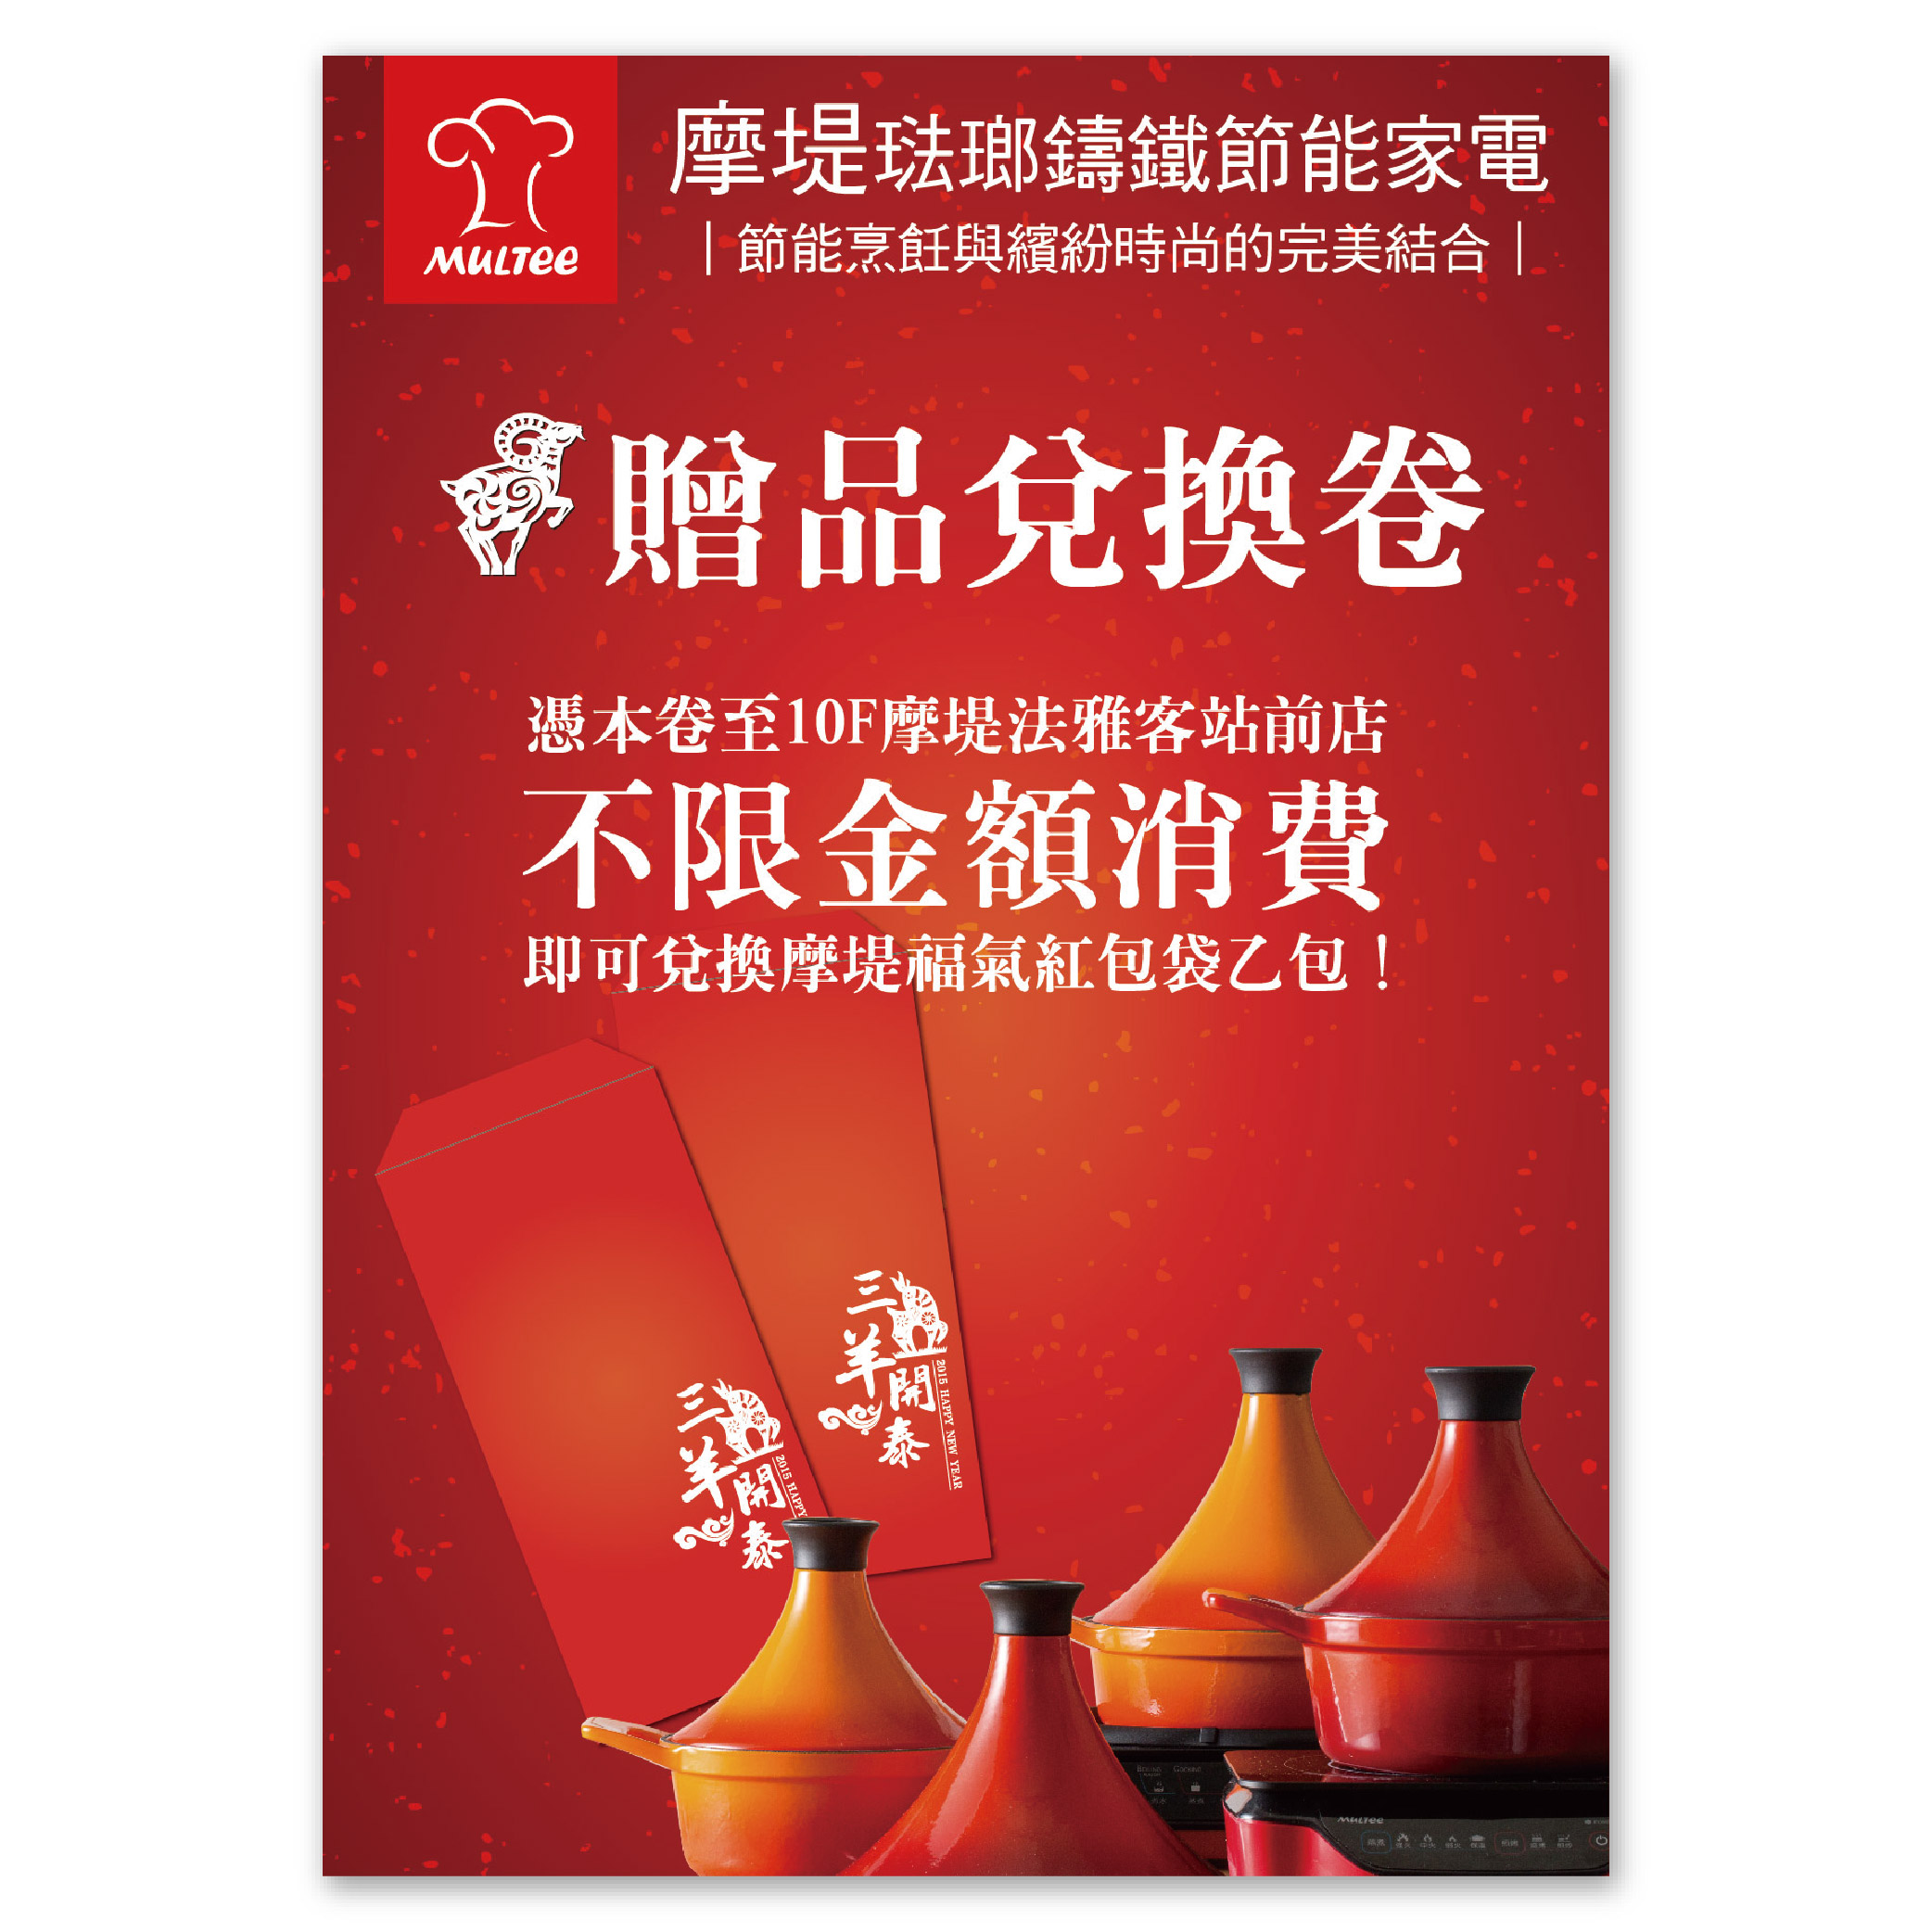 MULTEE
摩堤琺瑯鑄鐵節能家電
｜節能烹飪與繽紛時尚的完美結合｜
贈品兌換卷
憑本卷至10F摩堤法雅客站前店
不限金額消費
即可兌換摩堤福氣紅包袋乙包！
三羊開泰
2015 HAPPY NEW YEAR
三羊開泰
2015 HAPPY
MULTEE